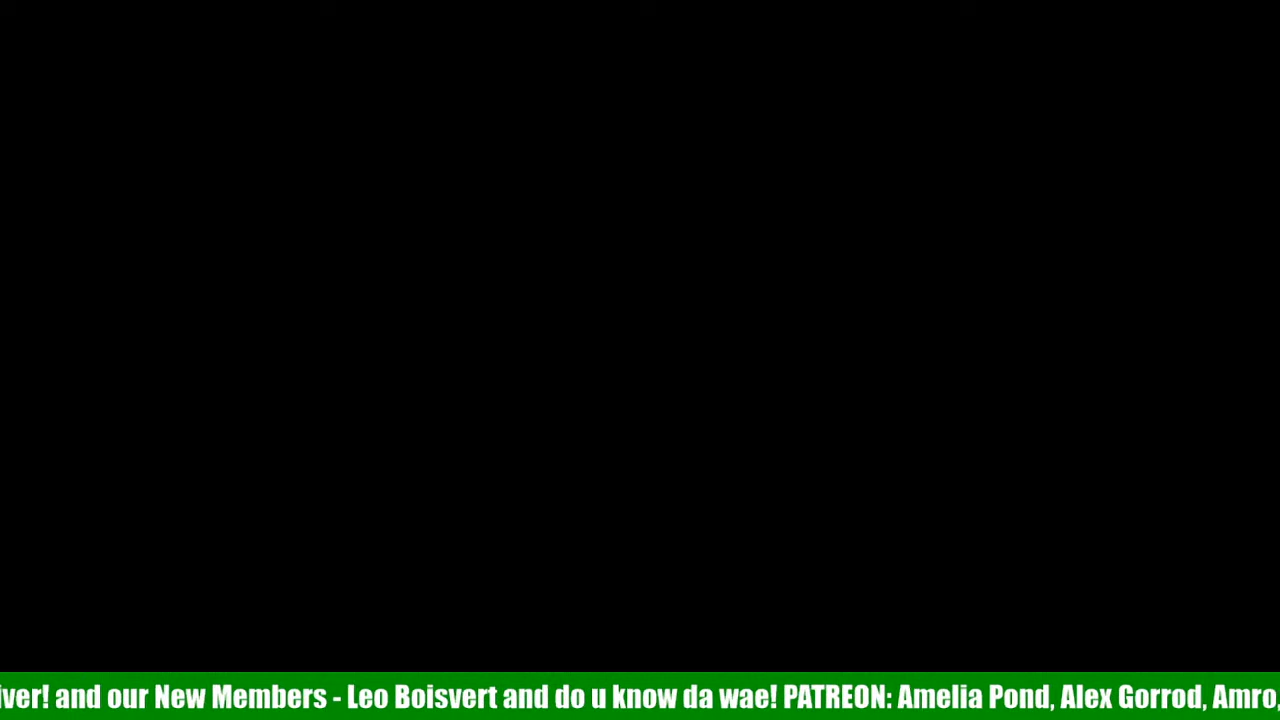 iver! and our New Members - Leo Boisvert and do u know da wae! PATREON: Amelia Pond, Alex Gorrod, Amro,